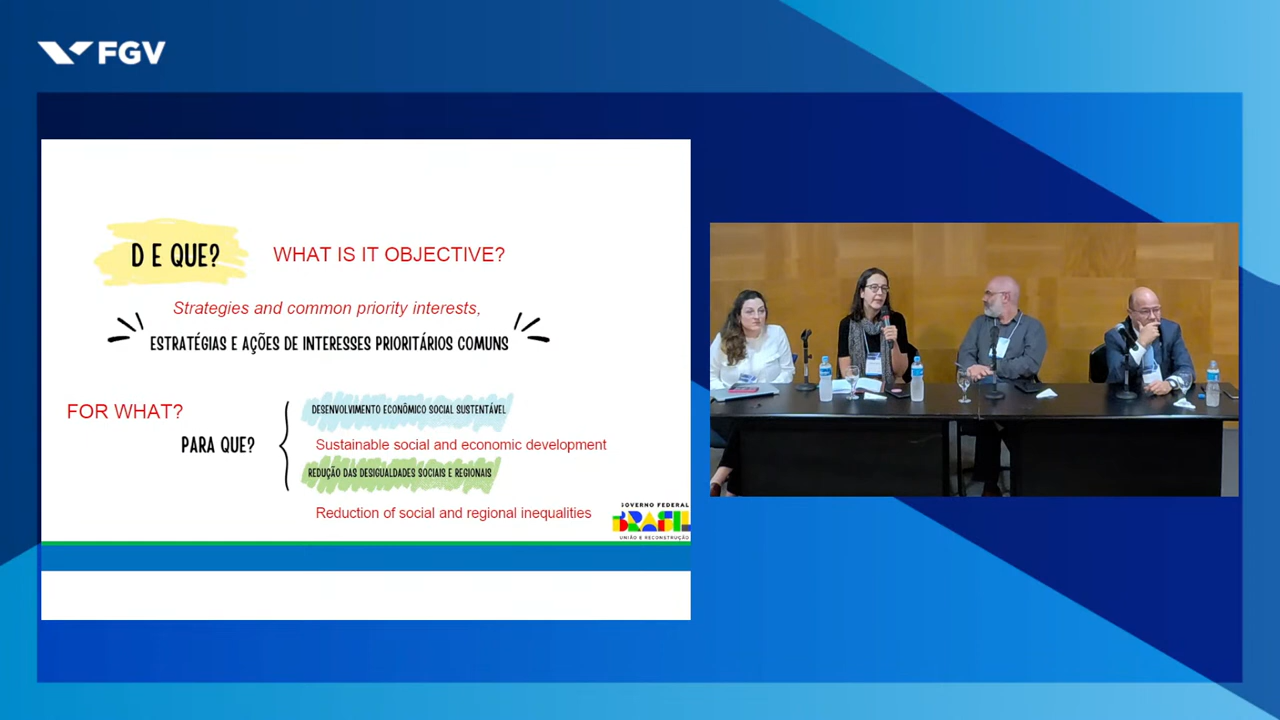 FGV
D E QUE?
WHAT IS IT OBJECTIVE?
Strategies and common priority interests,
ESTRATÉGIAS E AÇÕES DE INTERESSES PRIORITÁRIOS COMUNS
FOR WHAT?
PARA QUE?
DESENVOLVIMENTO ECONÔMICO SOCIAL SUSTENTÁVEL
Sustainable social and economic development
REDUÇÃO DAS DESIGUALDADES SOCIAIS E REGIONAIS
Reduction of social and regional inequalities
GOVERNO FEDERAL
BRASIL
UNIÃO E RECONSTRUÇÃO